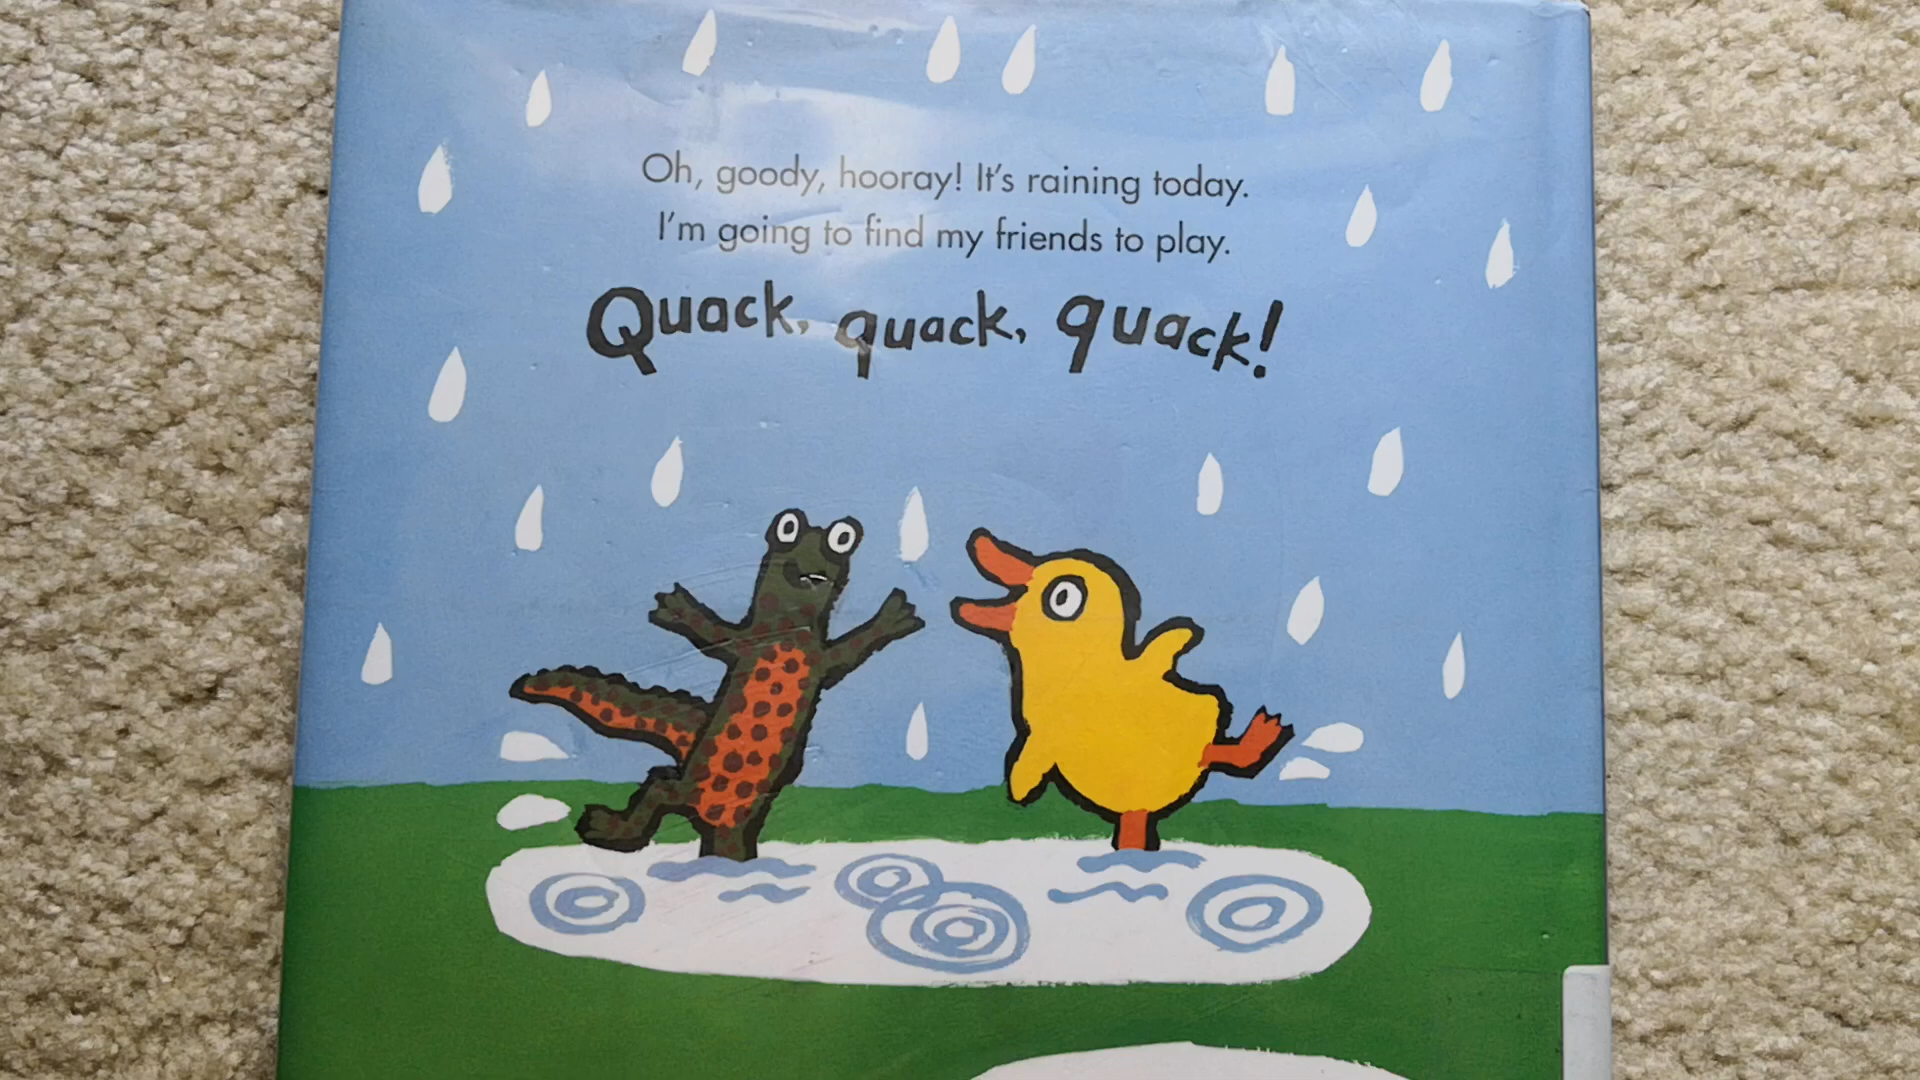 Oh, goody, hooray! It's raining today.
I'm going to find my friends to play.
Quack, quack, quack!